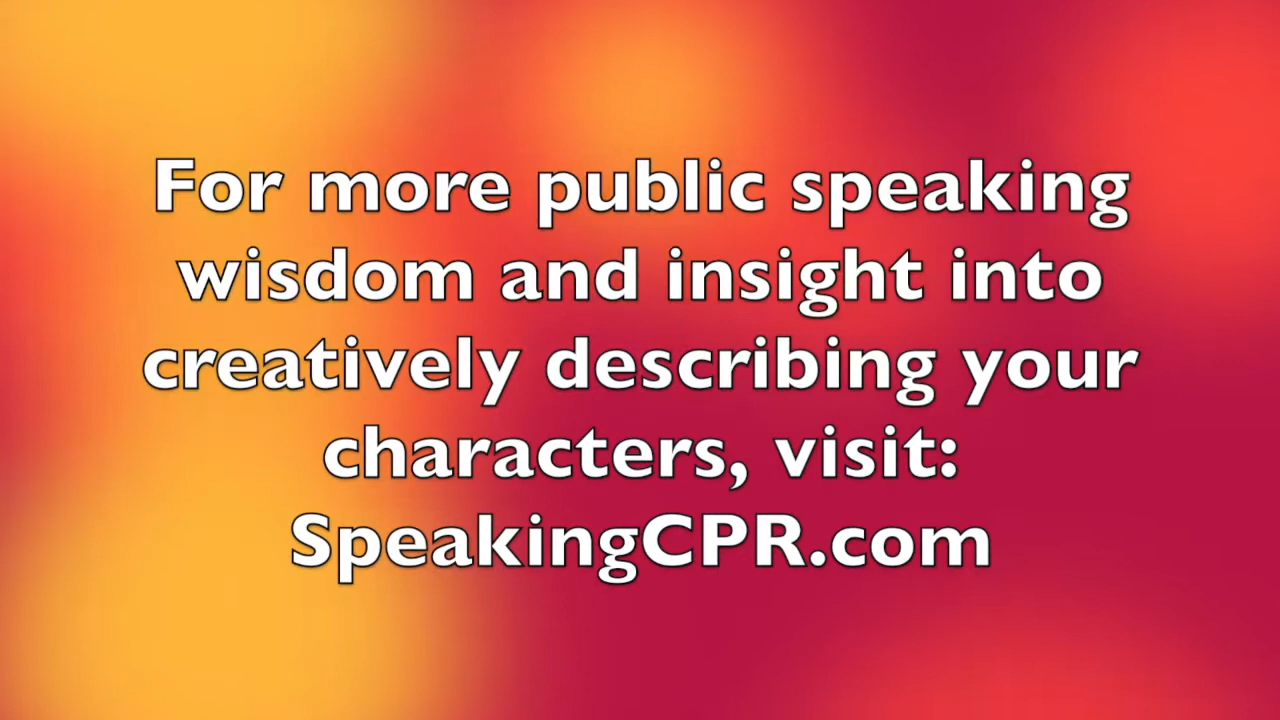 For more public speaking
wisdom and insight into
creatively describing your
characters, visit:
SpeakingCPR.com